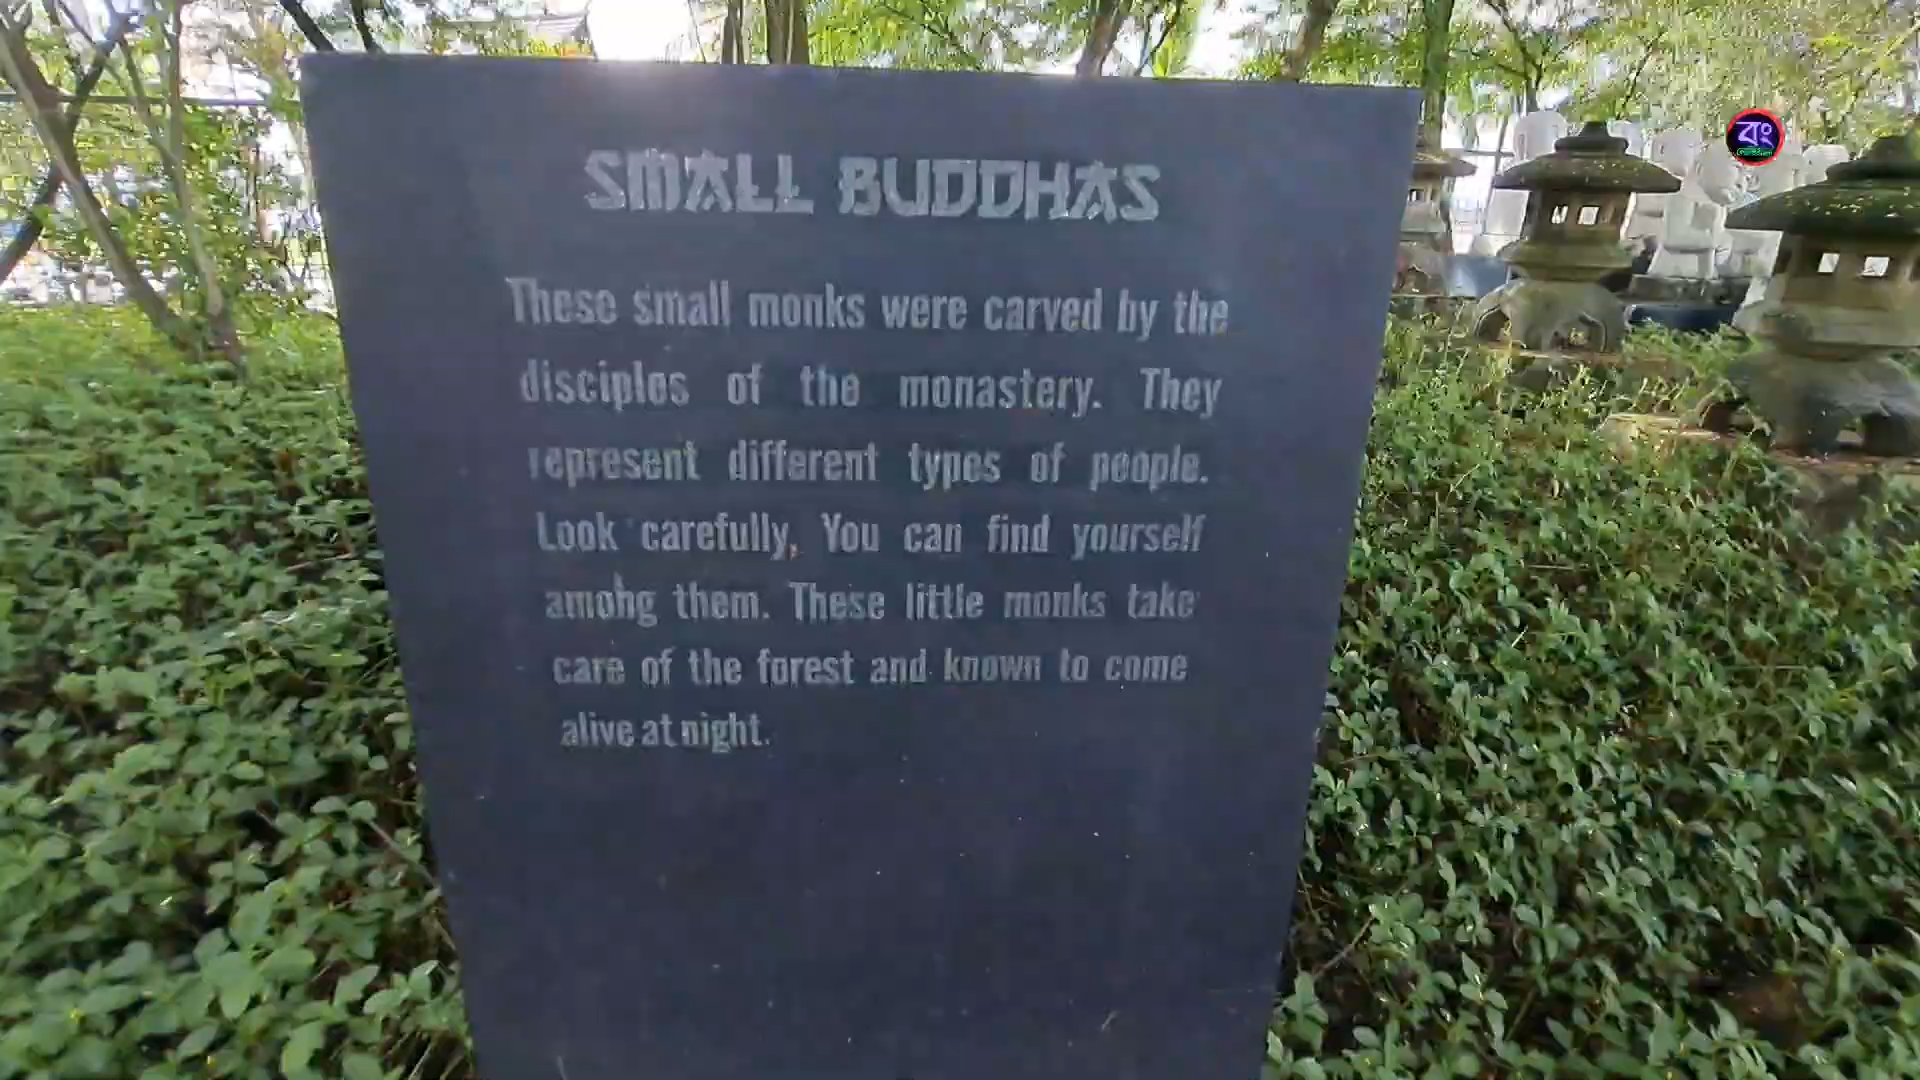 SMALL BUDDHAS
These small monks were carved by the
disciples of the monastery. They
represent different types of people.
Look carefully, You can find yourself
among them. These little monks take
care of the forest and known to come
alive at night.
বাং